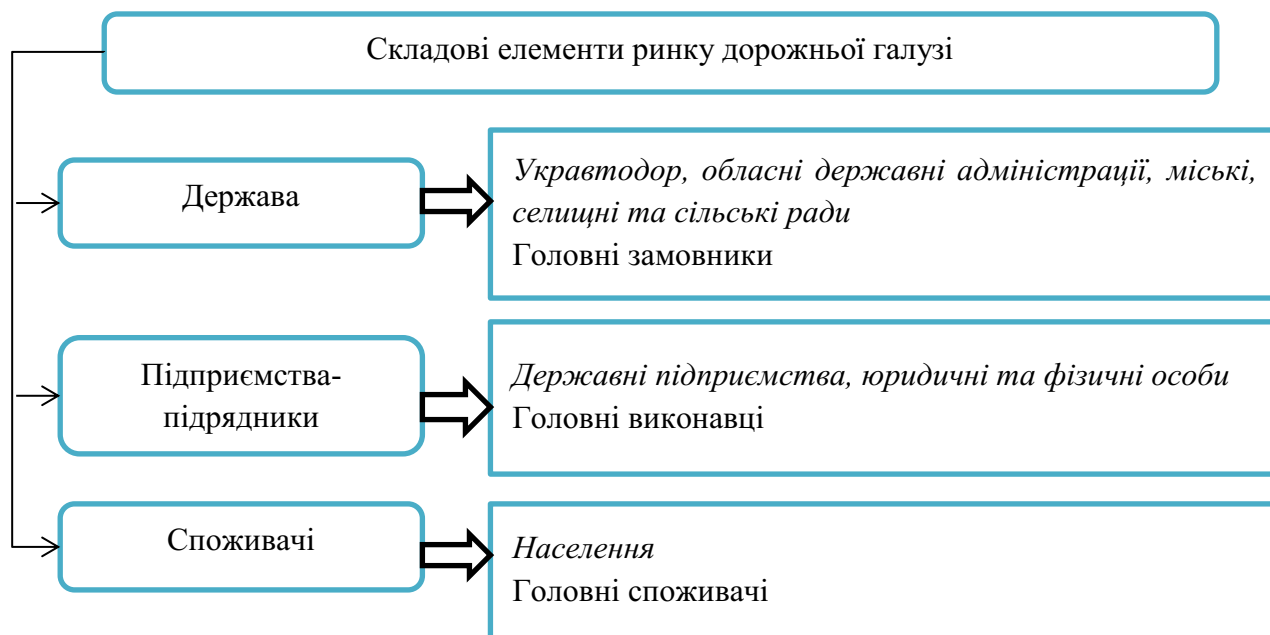 Складові елементи ринку дорожньої галузі
Держава
Укравтодор, обласні державні адміністрації, міські,
селищні та сільські ради
Головні замовники
Підприємства-
підрядники
Державні підприємства, юридичні та фізичні особи
Головні виконавці
Споживачі
Населення
Головні споживачі